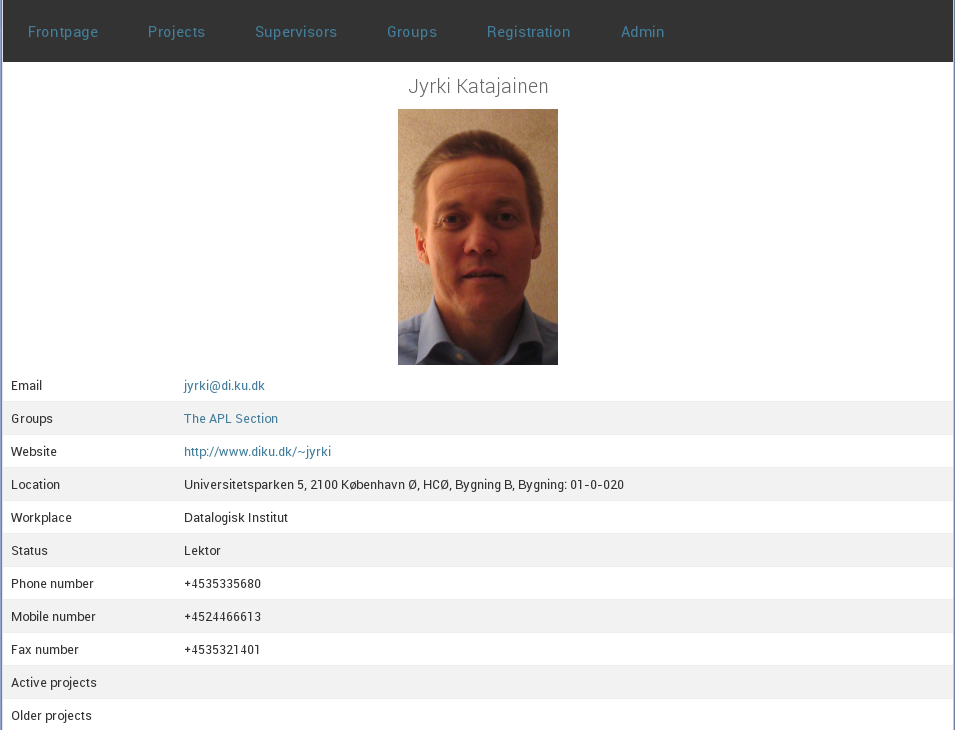 Frontpage Projects Supervisors Groups Registration Admin
Jyrki Katajainen
Email jyrki@di.ku.dk
Groups The APL Section
Website http://www.diku.dk/~jyrki
Location Universitetsparken 5, 2100 København Ø, HCØ, Bygning B, Bygning: 01-0-020
Workplace Datalogisk Institut
Status Lektor
Phone number +4535335680
Mobile number +4524466613
Fax number +4535321401
Active projects
Older projects